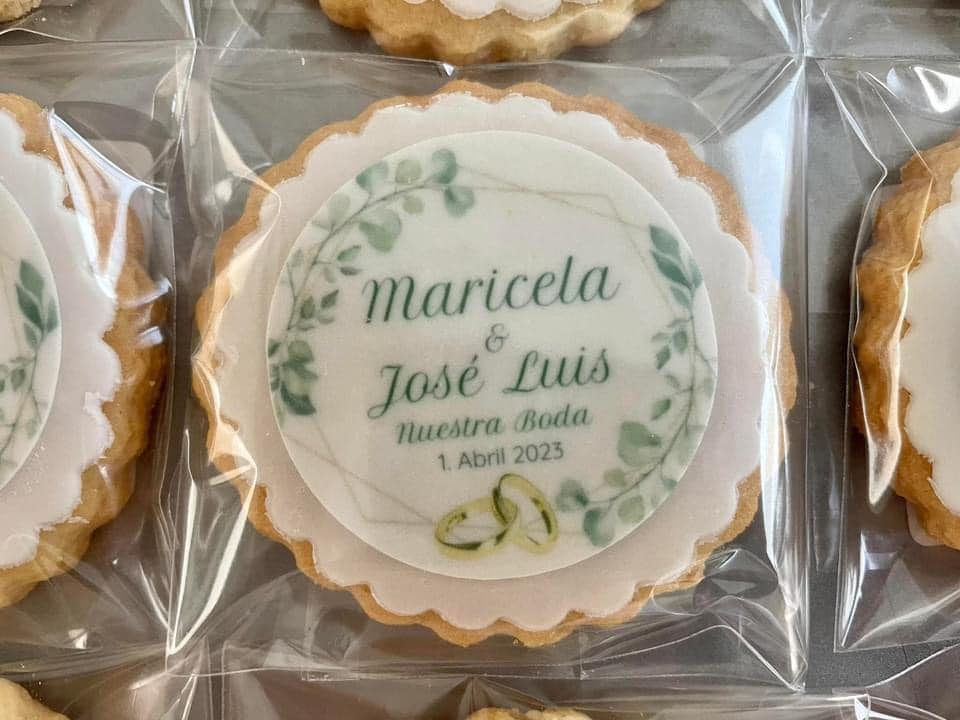 Maricela
&
José Luis
Nuestra Boda
1. Abril 2023